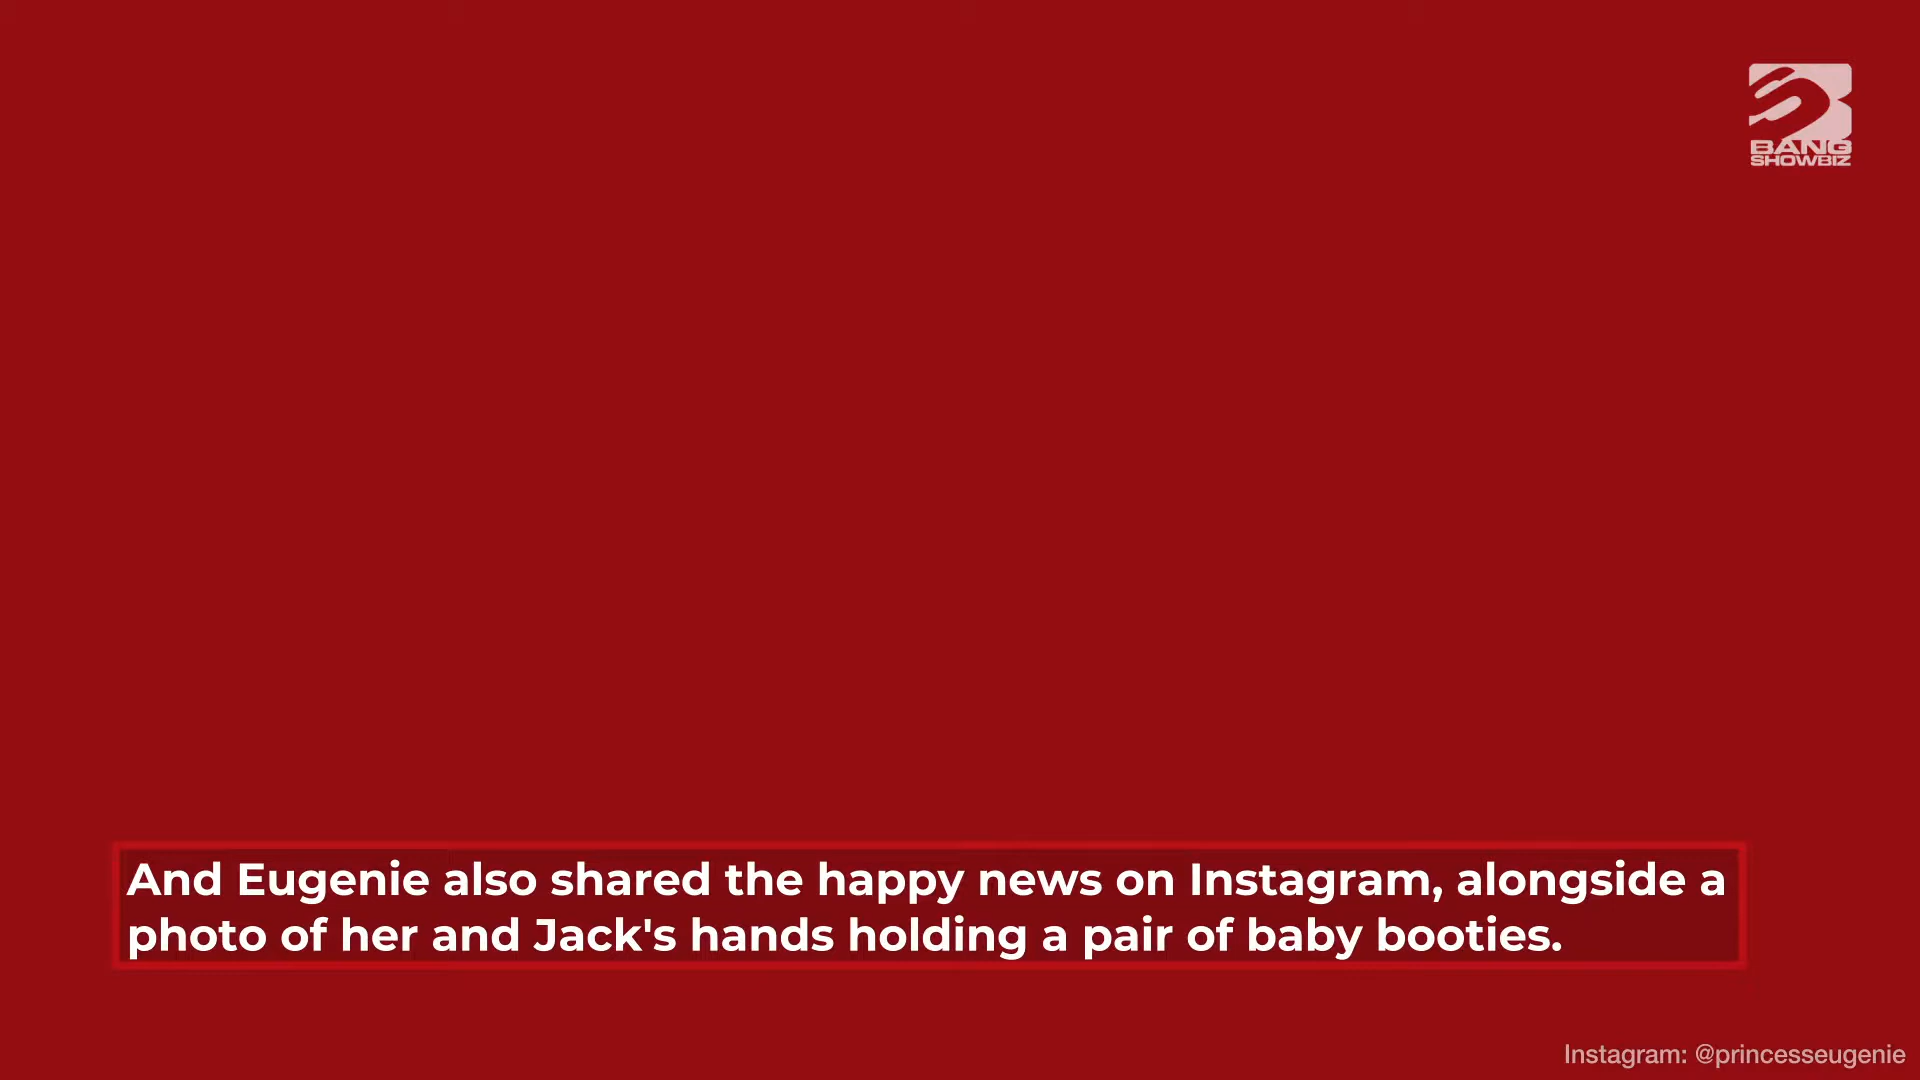 BANG
SHOWBIZ
And Eugenie also shared the happy news on Instagram, alongside a
photo of her and Jack's hands holding a pair of baby booties.
Instagram: @princesseugenie